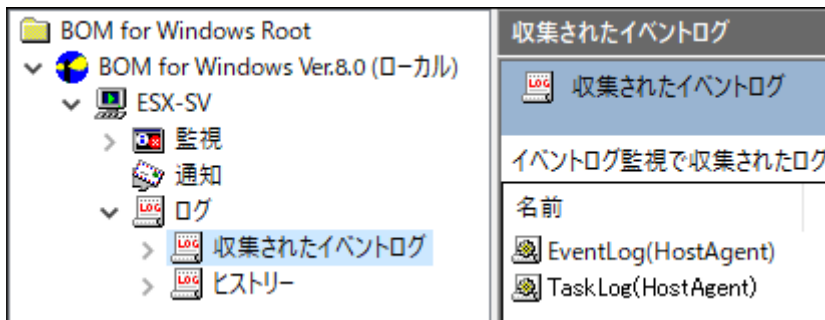 BOM for Windows Root
BOM for Windows Ver.8.0 (ローカル)
ESX-SV
監視
通知
ログ
収集されたイベントログ
ヒストリー
収集されたイベントログ
収集されたイベントログ
イベントログ監視で収集されたログ
名前
EventLog(HostAgent)
TaskLog(HostAgent)